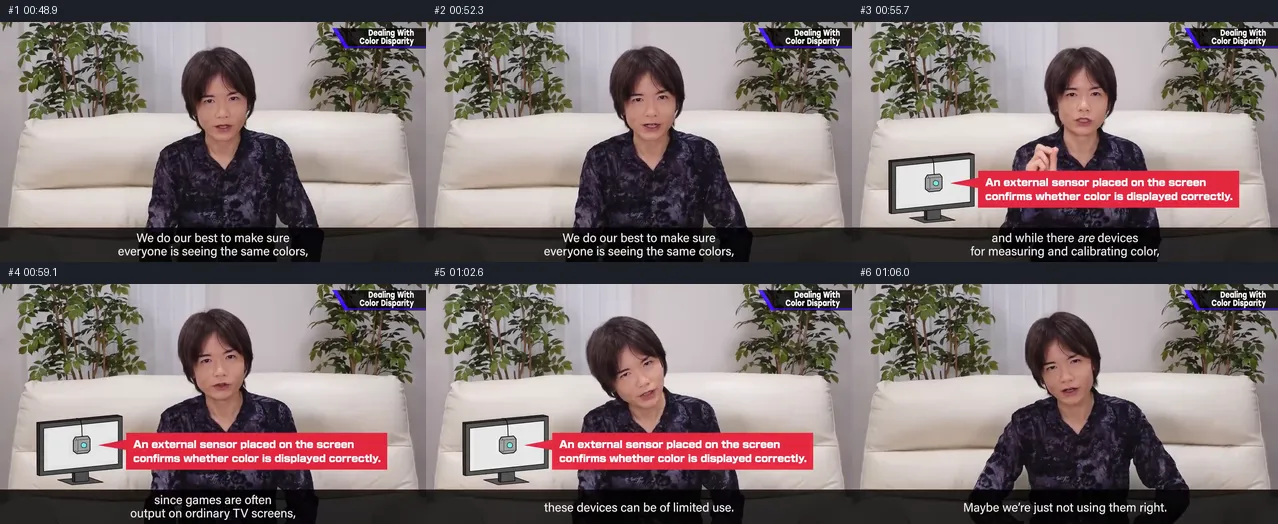 #1 00:48.9
Dealing With
Color Disparity
We do our best to make sure
everyone is seeing the same colors,
#2 00:52.3
Dealing With
Color Disparity
We do our best to make sure
everyone is seeing the same colors,
#3 00:55.7
Dealing With
Color Disparity
An external sensor placed on the screen
confirms whether color is displayed correctly.
and while there are devices
for measuring and calibrating color,
#4 00:59.1
Dealing With
Color Disparity
An external sensor placed on the screen
confirms whether color is displayed correctly.
since games are often
output on ordinary TV screens,
#5 01:02.6
Dealing With
Color Disparity
An external sensor placed on the screen
confirms whether color is displayed correctly.
these devices can be of limited use.
#6 01:06.0
Dealing With
Color Disparity
Maybe we're just not using them right.